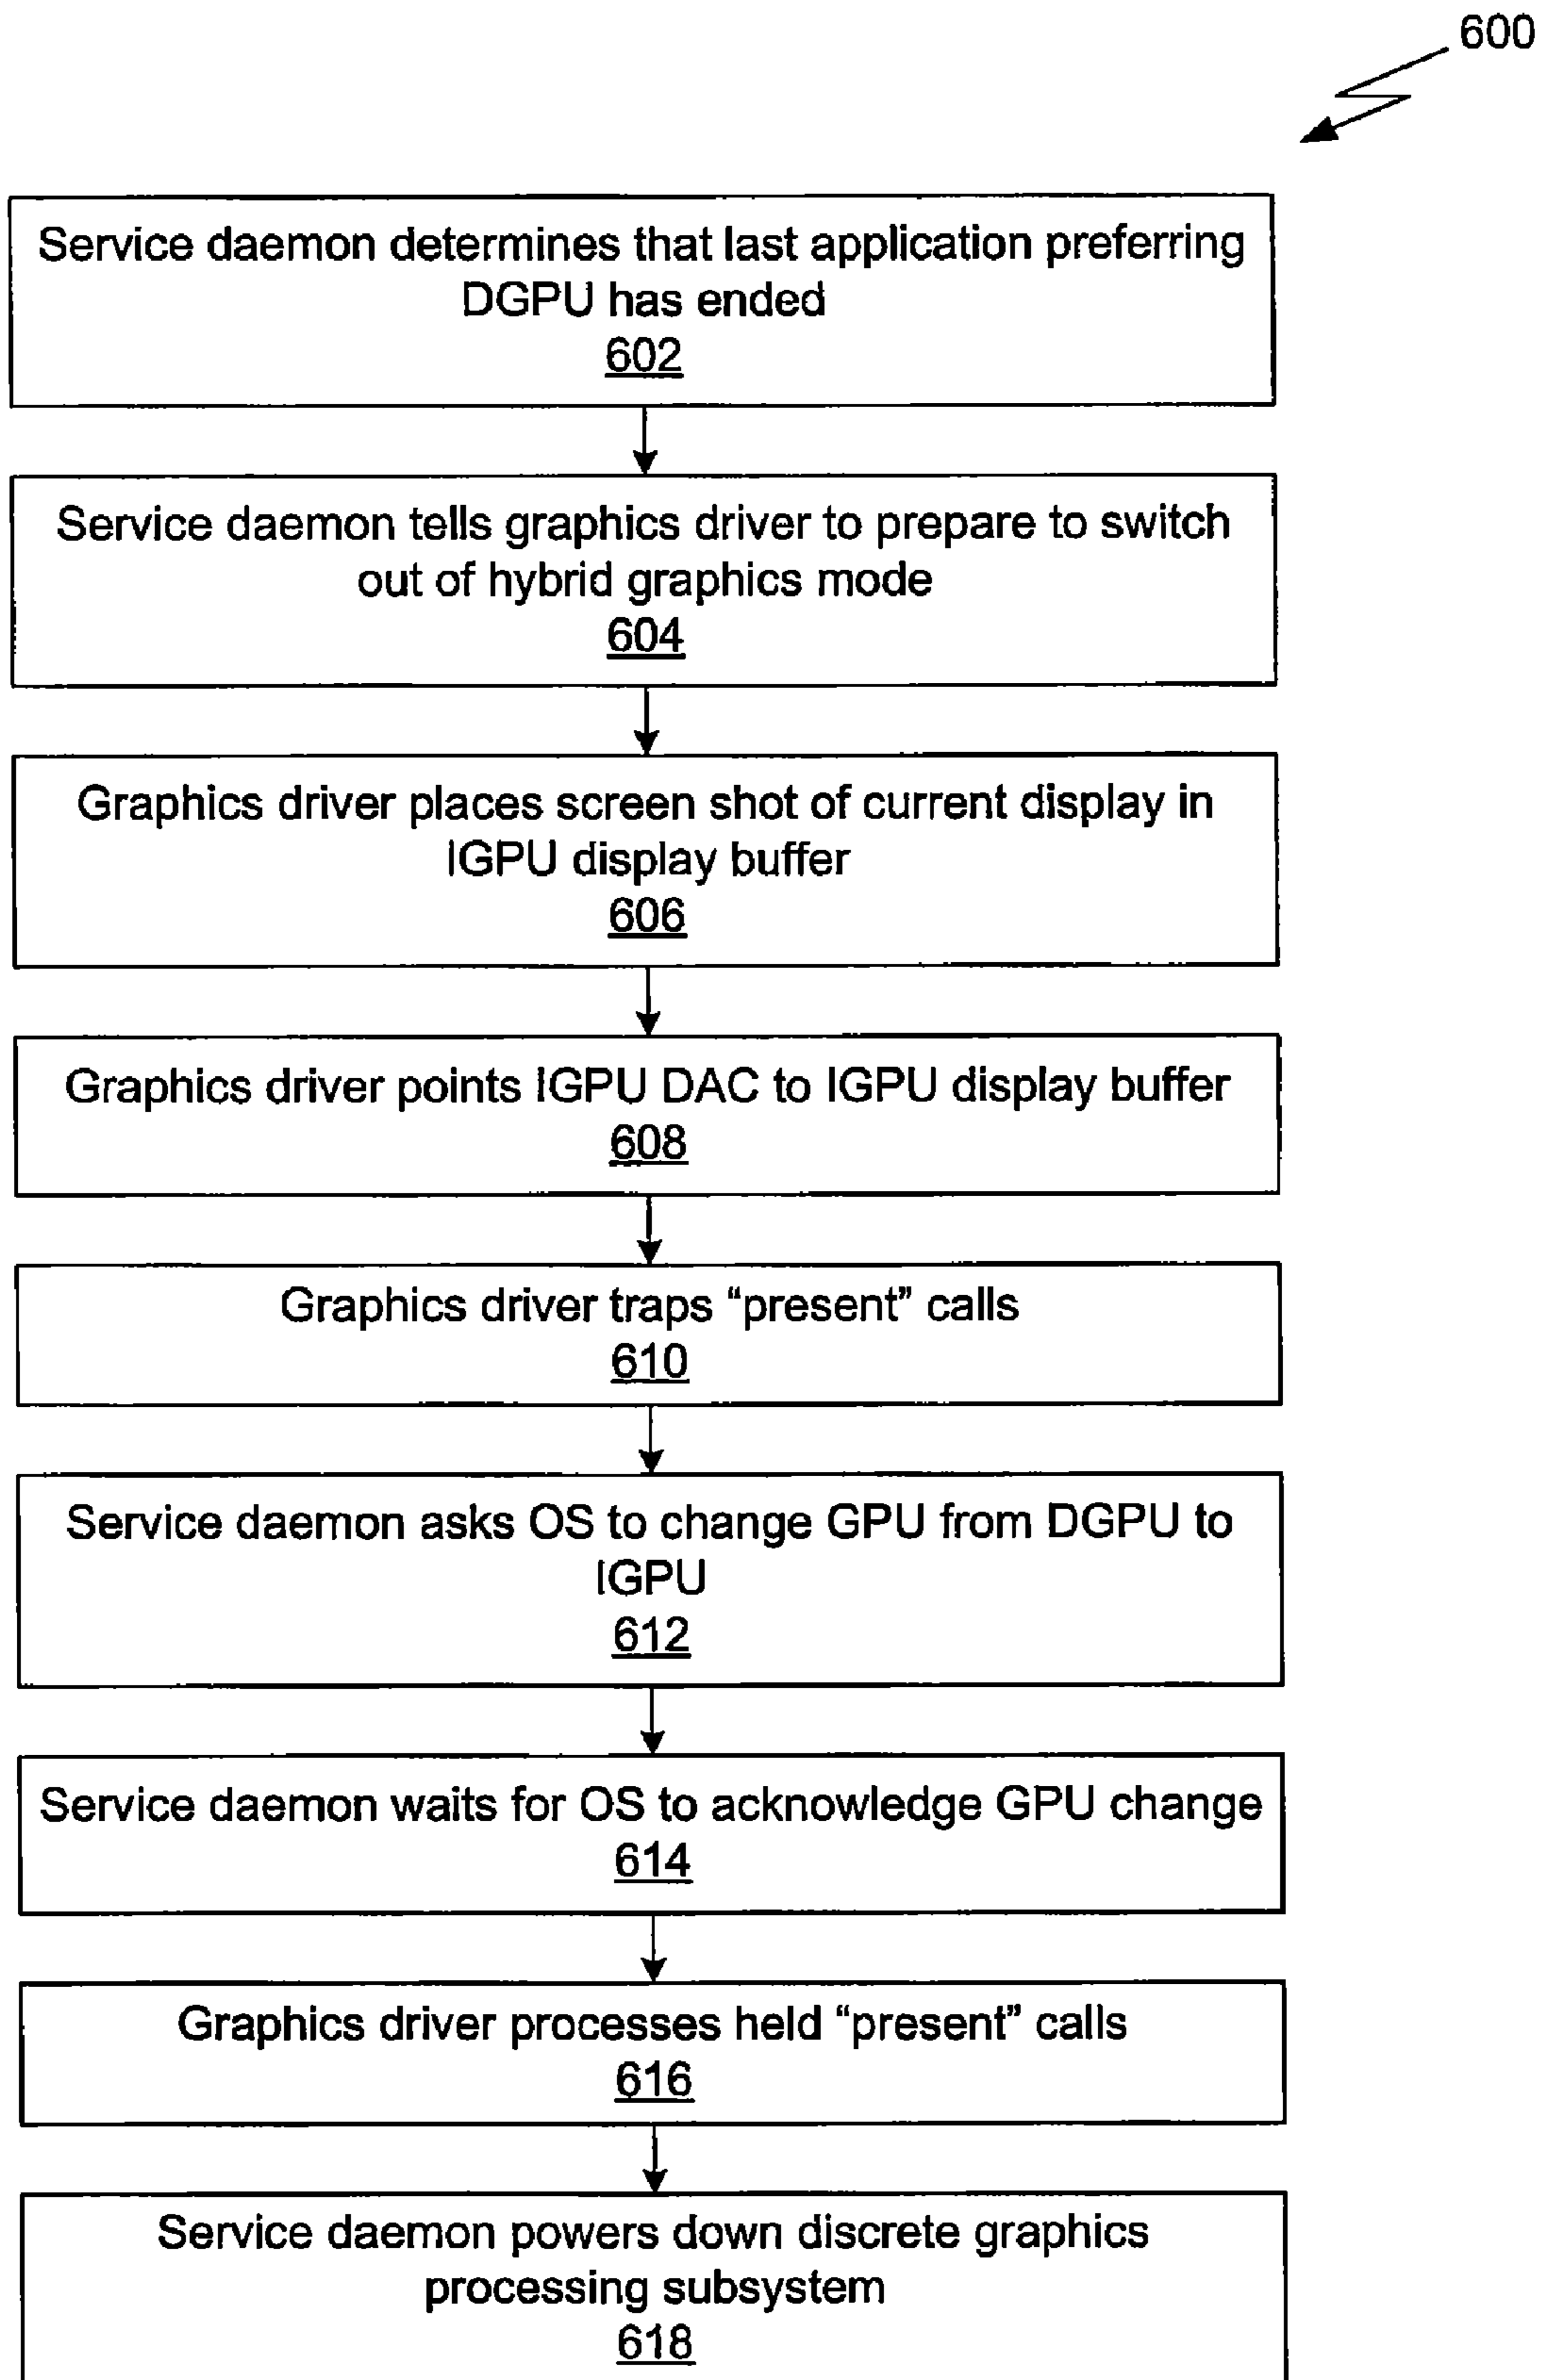 600
Service daemon determines that last application preferring
DGPU has ended
602
Service daemon tells graphics driver to prepare to switch
out of hybrid graphics mode
604
Graphics driver places screen shot of current display in
IGPU display buffer
606
Graphics driver points IGPU DAC to IGPU display buffer
608
Graphics driver traps “present” calls
610
Service daemon asks OS to change GPU from DGPU to
IGPU
612
Service daemon waits for OS to acknowledge GPU change
614
Graphics driver processes held “present” calls
616
Service daemon powers down discrete graphics
processing subsystem
618